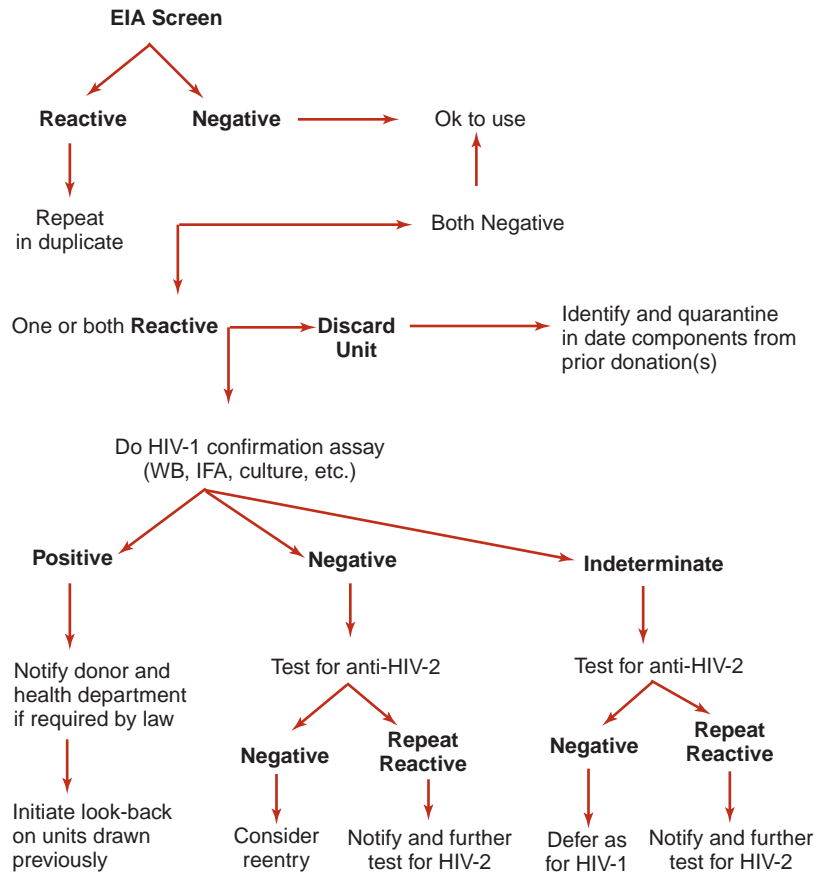 EIA Screen
Reactive
Negative
Ok to use
Repeat
in duplicate
Both Negative
One or both Reactive
Discard
Unit
Identify and quarantine
in date components from
prior donation(s)
Do HIV-1 confirmation assay
(WB, IFA, culture, etc.)
Positive
Negative
Indeterminate
Notify donor and
health department
if required by law
Test for anti-HIV-2
Test for anti-HIV-2
Negative
Repeat
Reactive
Negative
Repeat
Reactive
Initiate look-back
on units drawn
previously
Consider
reentry
Notify and further
test for HIV-2
Defer as
for HIV-1
Notify and further
test for HIV-2